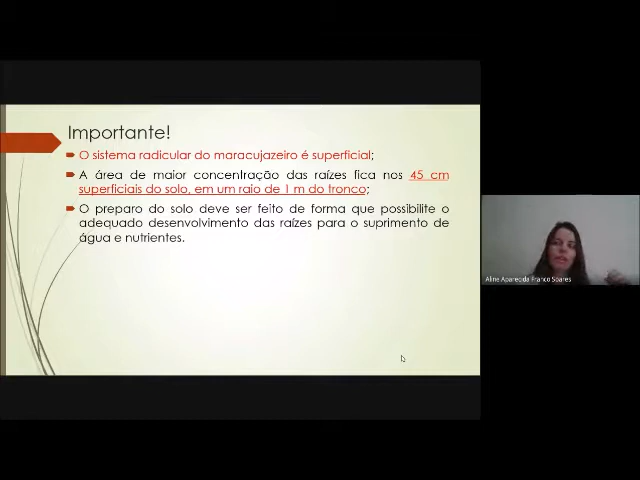 Importante!
O sistema radicular do maracujazeiro é superficial;
A área de maior concentração das raízes fica nos 45 cm
superficiais do solo, em um raio de 1 m do tronco;
O preparo do solo deve ser feito de forma que possibilite o
adequado desenvolvimento das raízes para o suprimento de
água e nutrientes.
Aline Aparecida Franco Soares